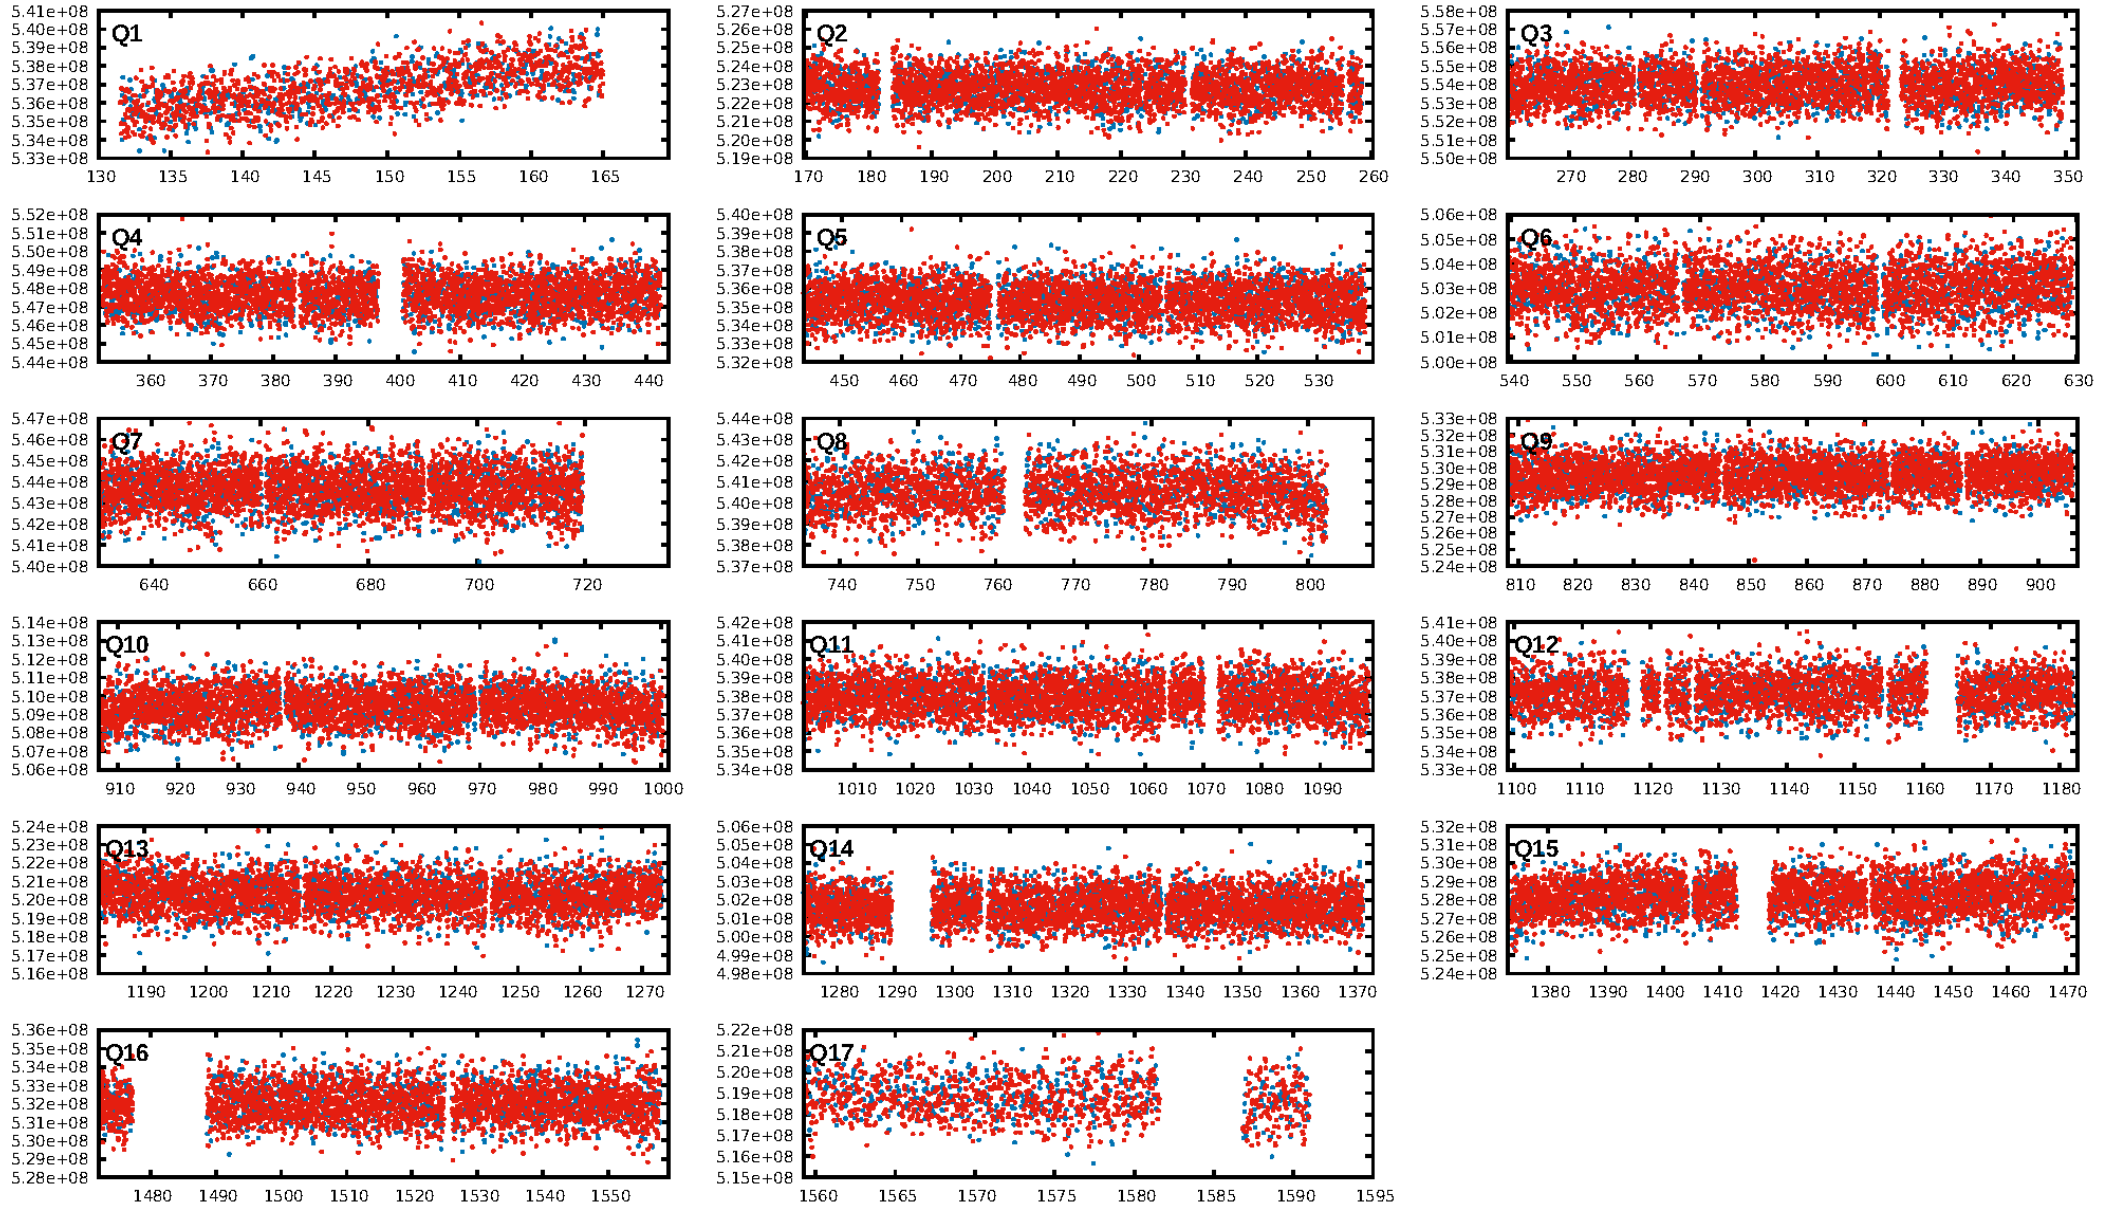 Q1
5.41e+08
5.40e+08
5.39e+08
5.38e+08
5.37e+08
5.36e+08
5.35e+08
5.34e+08
5.33e+08
130 135 140 145 150 155 160 165
Q2
5.27e+08
5.25e+08
5.24e+08
5.23e+08
5.22e+08
5.21e+08
5.20e+08
5.19e+08
170 180 190 200 210 220 230 240 250 260
Q3
5.58e+08
5.57e+08
5.56e+08
5.55e+08
5.54e+08
5.53e+08
5.52e+08
5.51e+08
5.50e+08
270 280 290 300 310 320 330 340 350
Q4
5.52e+08
5.51e+08
5.50e+08
5.49e+08
5.48e+08
5.47e+08
5.46e+08
5.45e+08
5.44e+08
360 370 380 390 400 410 420 430 440
Q5
5.40e+08
5.39e+08
5.38e+08
5.37e+08
5.36e+08
5.35e+08
5.34e+08
5.33e+08
5.32e+08
450 460 470 480 490 500 510 520 530
Q6
5.06e+08
5.05e+08
5.04e+08
5.03e+08
5.02e+08
5.01e+08
5.00e+08
540 550 560 570 580 590 600 610 620 630
Q7
5.47e+08
5.46e+08
5.45e+08
5.44e+08
5.43e+08
5.42e+08
5.41e+08
5.40e+08
640 660 680 700 720
Q8
5.44e+08
5.43e+08
5.42e+08
5.41e+08
5.40e+08
5.39e+08
5.38e+08
5.37e+08
740 750 760 770 780 790 800
Q9
5.33e+08
5.32e+08
5.31e+08
5.30e+08
5.29e+08
5.28e+08
5.27e+08
5.26e+08
5.25e+08
5.24e+08
810 820 830 840 850 860 870 880 890 900
Q10
5.14e+08
5.13e+08
5.12e+08
5.11e+08
5.10e+08
5.09e+08
5.08e+08
5.07e+08
5.06e+08
910 920 930 940 950 960 970 980 990 1000
Q11
5.42e+08
5.41e+08
5.40e+08
5.39e+08
5.38e+08
5.37e+08
5.36e+08
5.35e+08
5.34e+08
1010 1020 1030 1040 1050 1060 1070 1080 1090
Q12
5.41e+08
5.40e+08
5.39e+08
5.38e+08
5.37e+08
5.36e+08
5.35e+08
5.34e+08
5.33e+08
1100 1110 1120 1130 1140 1150 1160 1170 1180
Q13
5.24e+08
5.23e+08
5.22e+08
5.21e+08
5.20e+08
5.19e+08
5.18e+08
5.17e+08
5.16e+08
1190 1200 1210 1220 1230 1240 1250 1260 1270
Q14
5.06e+08
5.05e+08
5.04e+08
5.03e+08
5.02e+08
5.01e+08
5.00e+08
4.99e+08
4.98e+08
1280 1290 1300 1310 1320 1330 1340 1350 1360 1370
Q15
5.32e+08
5.31e+08
5.30e+08
5.29e+08
5.28e+08
5.27e+08
5.26e+08
5.25e+08
5.24e+08
1380 1390 1400 1410 1420 1430 1440 1450 1460 1470
Q16
5.36e+08
5.35e+08
5.34e+08
5.33e+08
5.32e+08
5.31e+08
5.30e+08
5.29e+08
5.28e+08
1480 1490 1500 1510 1520 1530 1540 1550
Q17
5.22e+08
5.21e+08
5.20e+08
5.19e+08
5.18e+08
5.17e+08
5.16e+08
5.15e+08
1560 1565 1570 1575 1580 1585 1590 1595